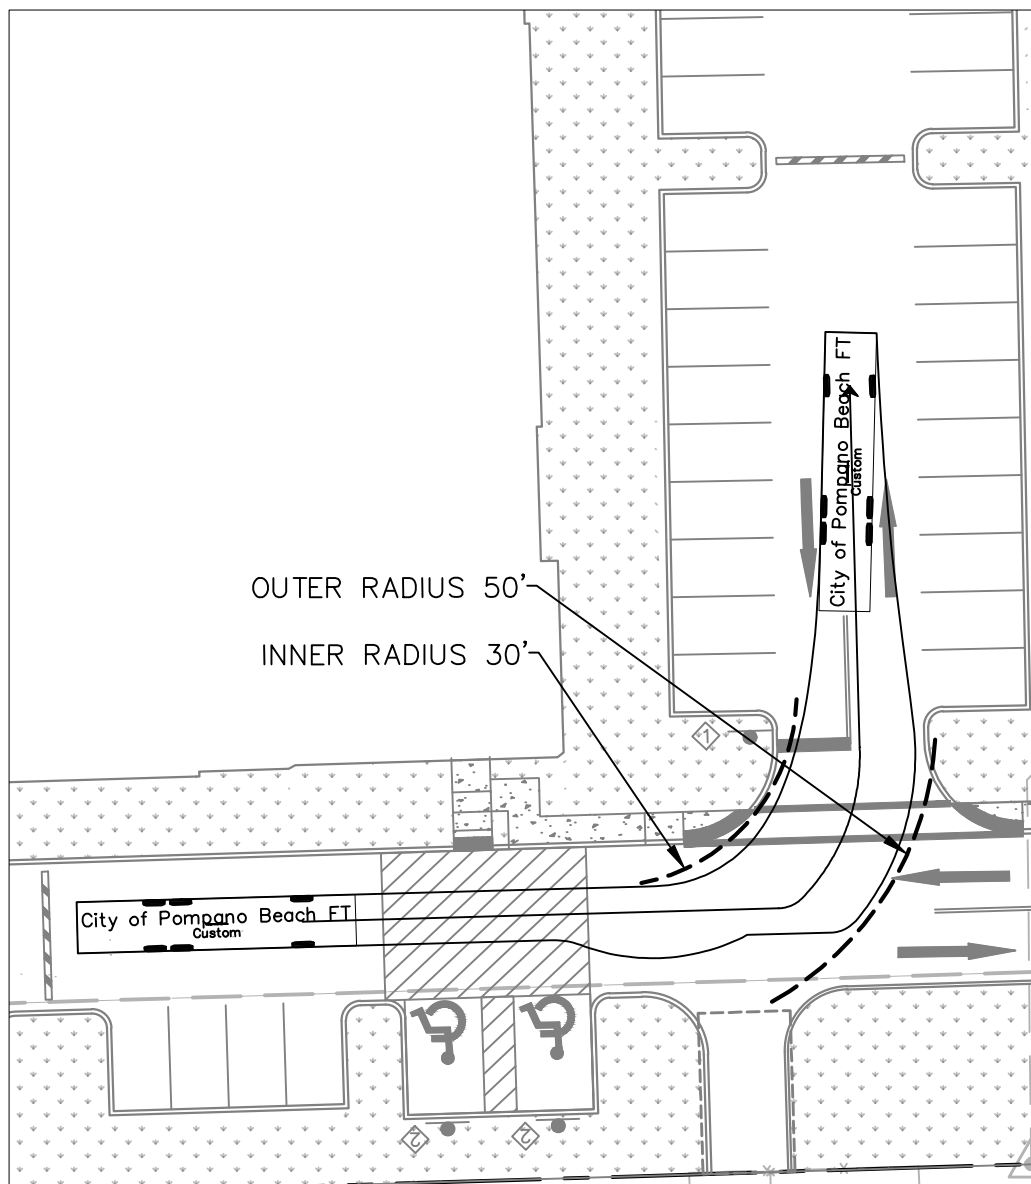 City of Pompano Beach FT
Custom
OUTER RADIUS 50'
INNER RADIUS 30'
1
City of Pompano Beach FT
Custom
2
2